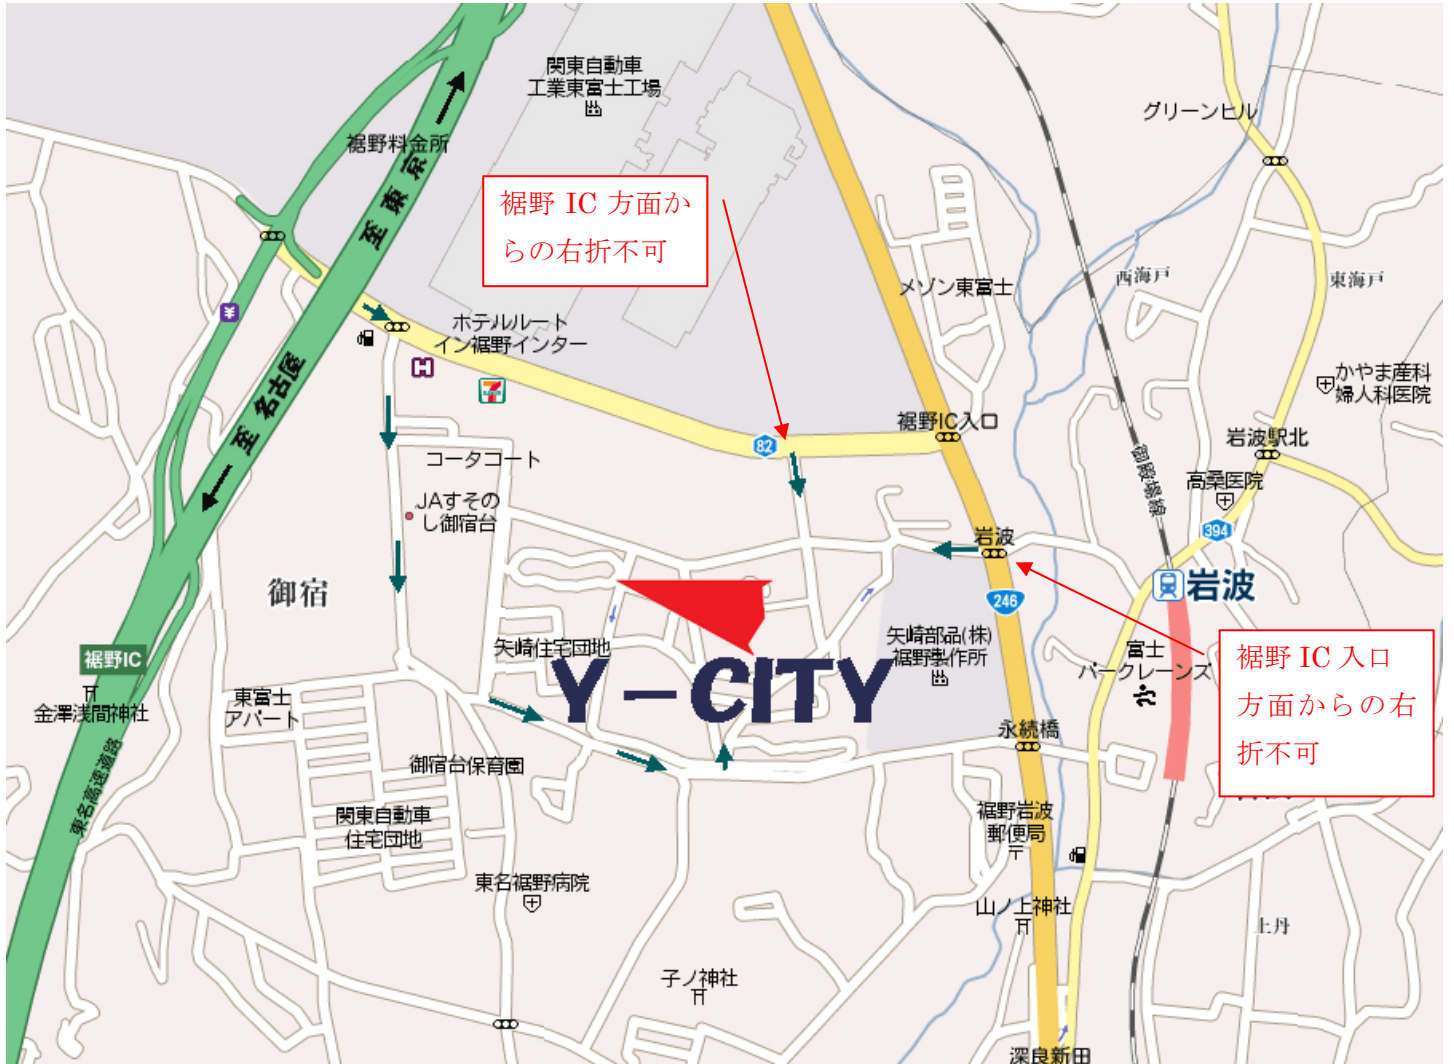 関東自動車
工業東富士工場
裾野料金所
至 東 京
グリーンヒル
裾野 IC 方面か
らの右折不可
西海戸
東海戸
メゾン東富士
¥
ホテルルート
イン裾野インター
H
かやま産科
婦人科医院
至 名古屋
裾野IC入口
82
岩波駅北
コータコート
御殿場線
高桑医院
JAすその
し御宿台
394
岩波
御宿
岩波
246
矢崎住宅団地
矢崎部品(株)
裾野製作所
富士
パークレーンズ
裾野 IC 入口
方面からの右
折不可
裾野IC
Y－CITY
金澤浅間神社
東富士
アパート
永続橋
御宿台保育園
東名高速道路
関東自動車
住宅団地
裾野岩波
郵便局
東名裾野病院
山ノ上神社
上丹
子ノ神社
深良新田